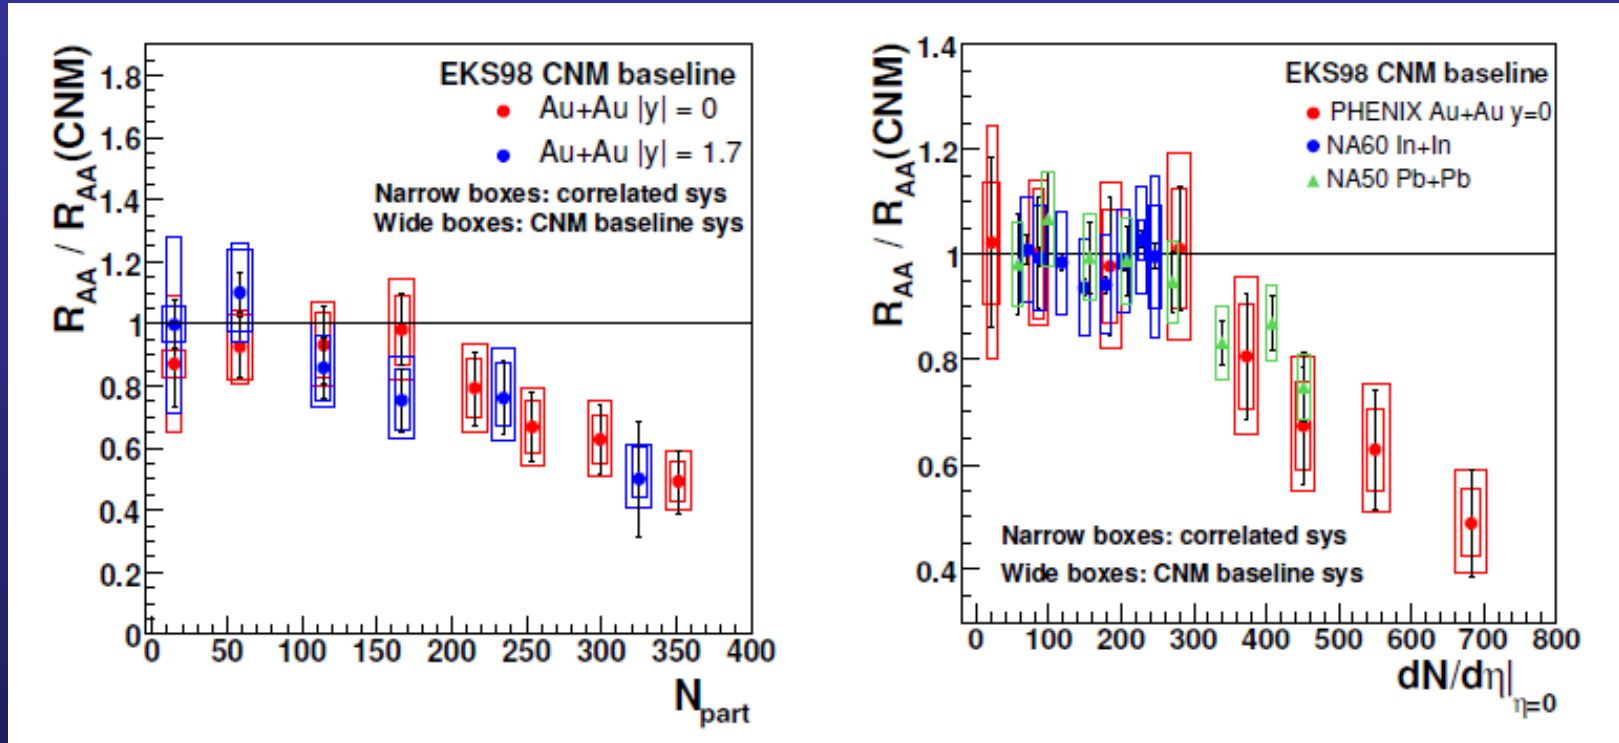 R_AA / R_AA(CNM)
1.8
1.6
1.4
1.2
1
0.8
0.6
0.4
0.2
0
EKS98 CNM baseline
Au+Au |y| = 0
Au+Au |y| = 1.7
Narrow boxes: correlated sys
Wide boxes: CNM baseline sys
0 50 100 150 200 250 300 350 400
N_part
R_AA / R_AA(CNM)
1.4
1.2
1
0.8
0.6
0.4
EKS98 CNM baseline
PHENIX Au+Au y=0
NA60 In+In
NA50 Pb+Pb
Narrow boxes: correlated sys
Wide boxes: CNM baseline sys
0 100 200 300 400 500 600 700 800
dN/dη|_η=0